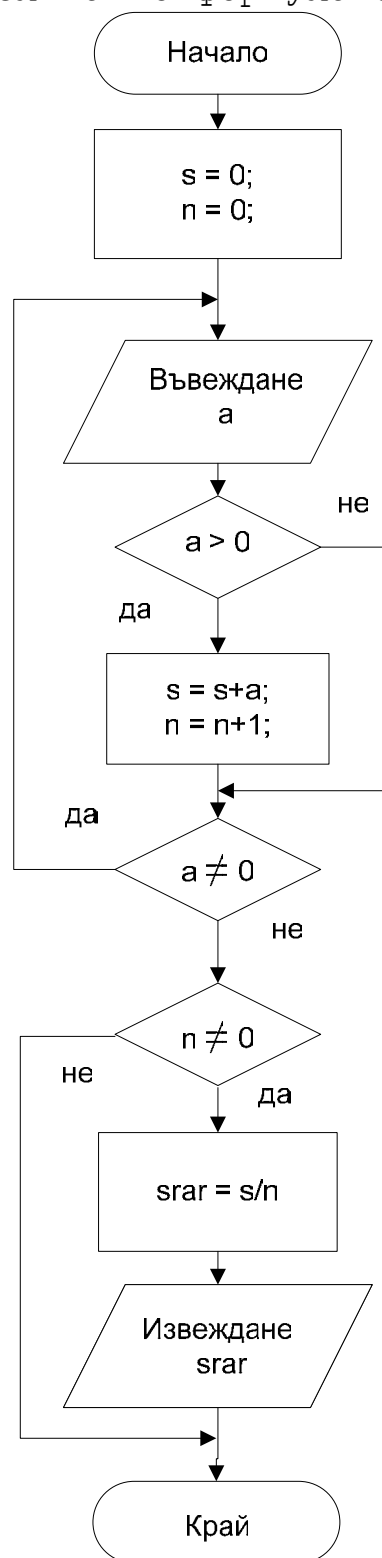 Начало
s = 0;
n = 0;
Въвеждане
a
a > 0
не
да
s = s+a;
n = n+1;
да
a ≠ 0
не
n ≠ 0
не
да
srar = s/n
Извеждане
srar
Край